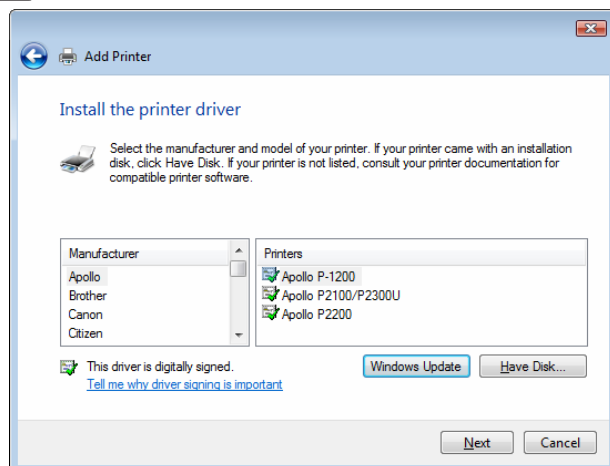 Add Printer
Install the printer driver
Select the manufacturer and model of your printer. If your printer came with an installation
disk, click Have Disk. If your printer is not listed, consult your printer documentation for
compatible printer software.
Manufacturer
Apollo
Brother
Canon
Citizen
Printers
Apollo P-1200
Apollo P2100/P2300U
Apollo P2200
This driver is digitally signed.
Tell me why driver signing is important
Windows Update
Have Disk...
Next
Cancel